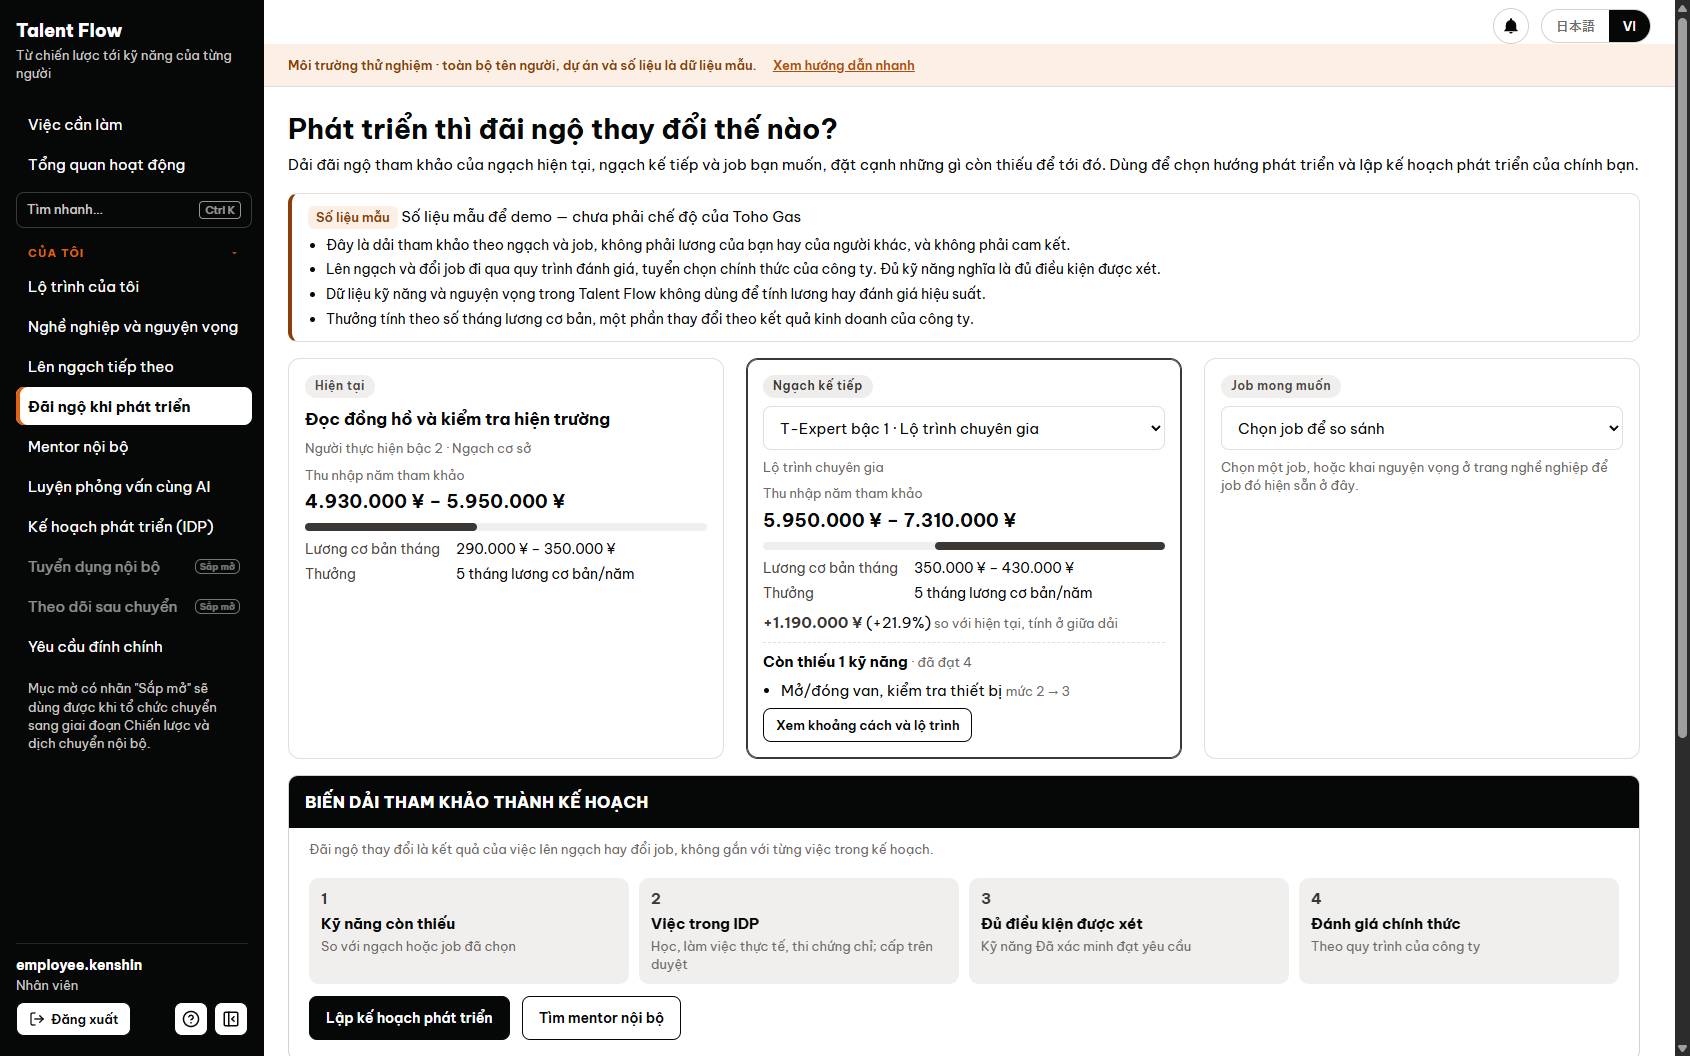 Talent Flow
Từ chiến lược tới kỹ năng của từng
người
Việc cần làm
Tổng quan hoạt động
Tìm nhanh...
Ctrl K
CỦA TÔI
Lộ trình của tôi
Nghề nghiệp và nguyện vọng
Lên ngạch tiếp theo
Đãi ngộ khi phát triển
Mentor nội bộ
Luyện phỏng vấn cùng AI
Kế hoạch phát triển (IDP)
Tuyển dụng nội bộ
Sắp mở
Theo dõi sau chuyển
Sắp mở
Yêu cầu đính chính
Mục mờ có nhãn "Sắp mở" sẽ
dùng được khi tổ chức chuyển
sang giai đoạn Chiến lược và
dịch chuyển nội bộ.
employee.kenshin
Nhân viên
Đăng xuất
日本語
VI
Môi trường thử nghiệm · toàn bộ tên người, dự án và số liệu là dữ liệu mẫu.
Xem hướng dẫn nhanh
Phát triển thì đãi ngộ thay đổi thế nào?
Dải đãi ngộ tham khảo của ngạch hiện tại, ngạch kế tiếp và job bạn muốn, đặt cạnh những gì còn thiếu để tới đó. Dùng để chọn hướng phát triển và lập kế hoạch phát triển của chính bạn.
Số liệu mẫu Số liệu mẫu để demo — chưa phải chế độ của Toho Gas
• Đây là dải tham khảo theo ngạch và job, không phải lương của bạn hay của người khác, và không phải cam kết.
• Lên ngạch và đổi job đi qua quy trình đánh giá, tuyển chọn chính thức của công ty. Đủ kỹ năng nghĩa là đủ điều kiện được xét.
• Dữ liệu kỹ năng và nguyện vọng trong Talent Flow không dùng để tính lương hay đánh giá hiệu suất.
• Thưởng tính theo số tháng lương cơ bản, một phần thay đổi theo kết quả kinh doanh của công ty.
Hiện tại
Đọc đồng hồ và kiểm tra hiện trường
Người thực hiện bậc 2 · Ngạch cơ sở
Thu nhập năm tham khảo
4.930.000 ¥ – 5.950.000 ¥
Lương cơ bản tháng 290.000 ¥ – 350.000 ¥
Thưởng 5 tháng lương cơ bản/năm
Ngạch kế tiếp
T-Expert bậc 1 · Lộ trình chuyên gia
Lộ trình chuyên gia
Thu nhập năm tham khảo
5.950.000 ¥ – 7.310.000 ¥
Lương cơ bản tháng 350.000 ¥ – 430.000 ¥
Thưởng 5 tháng lương cơ bản/năm
+1.190.000 ¥ (+21.9%) so với hiện tại, tính ở giữa dải
Còn thiếu 1 kỹ năng · đã đạt 4
• Mở/đóng van, kiểm tra thiết bị mức 2 → 3
Xem khoảng cách và lộ trình
Job mong muốn
Chọn job để so sánh
Chọn một job, hoặc khai nguyện vọng ở trang nghề nghiệp để
job đó hiện sẵn ở đây.
BIẾN DẢI THAM KHẢO THÀNH KẾ HOẠCH
Đãi ngộ thay đổi là kết quả của việc lên ngạch hay đổi job, không gắn với từng việc trong kế hoạch.
1
Kỹ năng còn thiếu
So với ngạch hoặc job đã chọn
2
Việc trong IDP
Học, làm việc thực tế, thi chứng chỉ; cấp trên
duyệt
3
Đủ điều kiện được xét
Kỹ năng Đã xác minh đạt yêu cầu
4
Đánh giá chính thức
Theo quy trình của công ty
Lập kế hoạch phát triển
Tìm mentor nội bộ